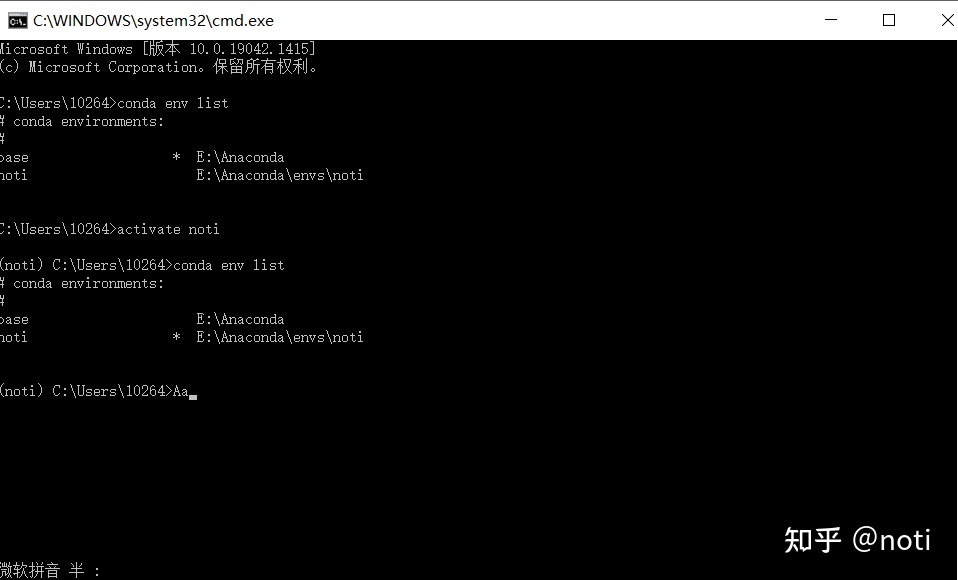 C:\WINDOWS\system32\cmd.exe
Microsoft Windows [版本 10.0.19042.1415]
(c) Microsoft Corporation。保留所有权利。
C:\Users\10264>conda env list
# conda environments:
#
base * E:\Anaconda
noti E:\Anaconda\envs\noti
C:\Users\10264>activate noti
(noti) C:\Users\10264>conda env list
# conda environments:
#
base E:\Anaconda
noti * E:\Anaconda\envs\noti
(noti) C:\Users\10264>Aa
知乎 @noti
微软拼音 半 :